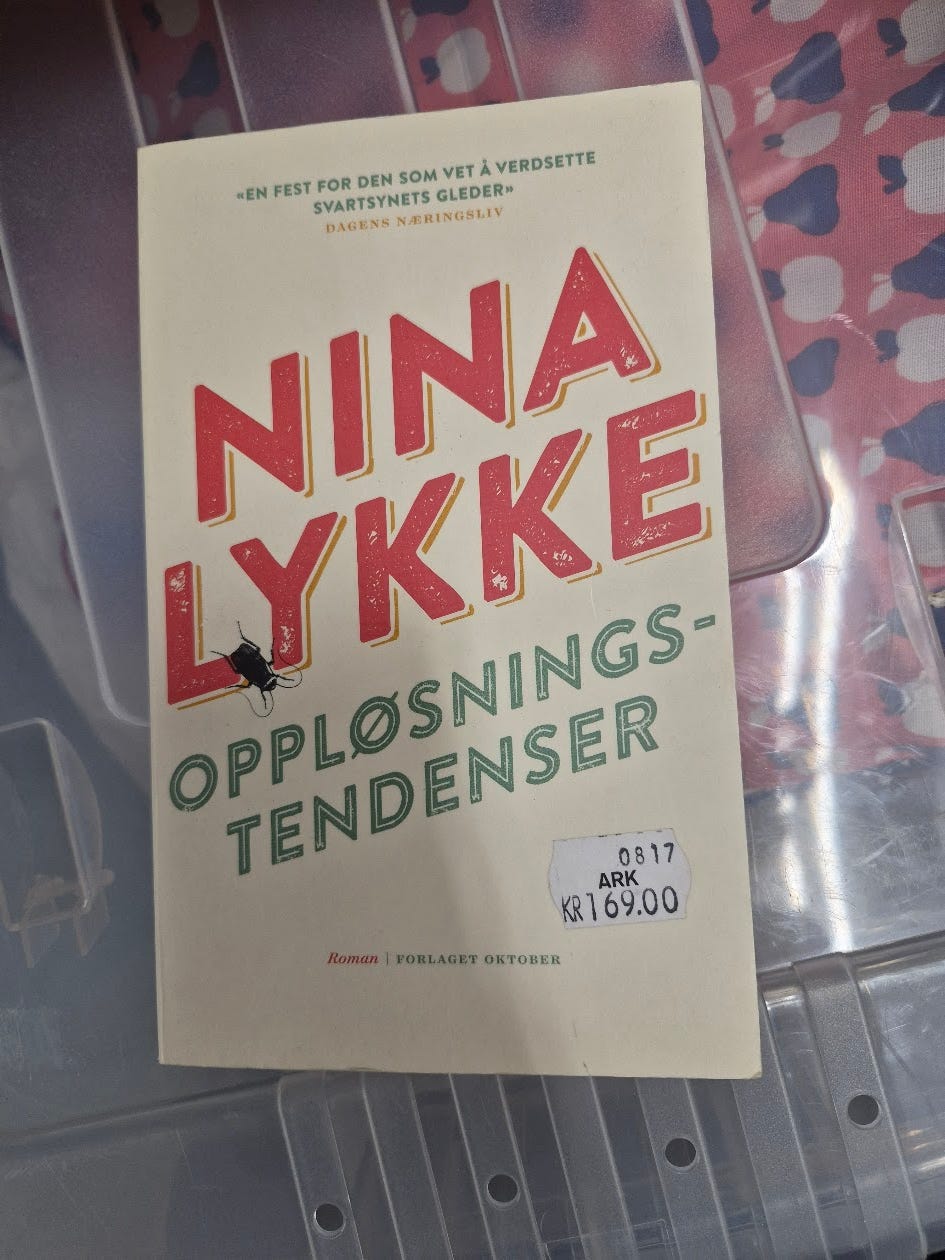 «EN FEST FOR DEN SOM VET Å VERDSETTE
SVARTSYNETS GLEDER»
DAGENS NÆRINGSLIV
NINA
LYKKE
OPPLØSNINGS-
TENDENSER
0817
ARK
KR169.00
Roman | FORLAGET OKTOBER